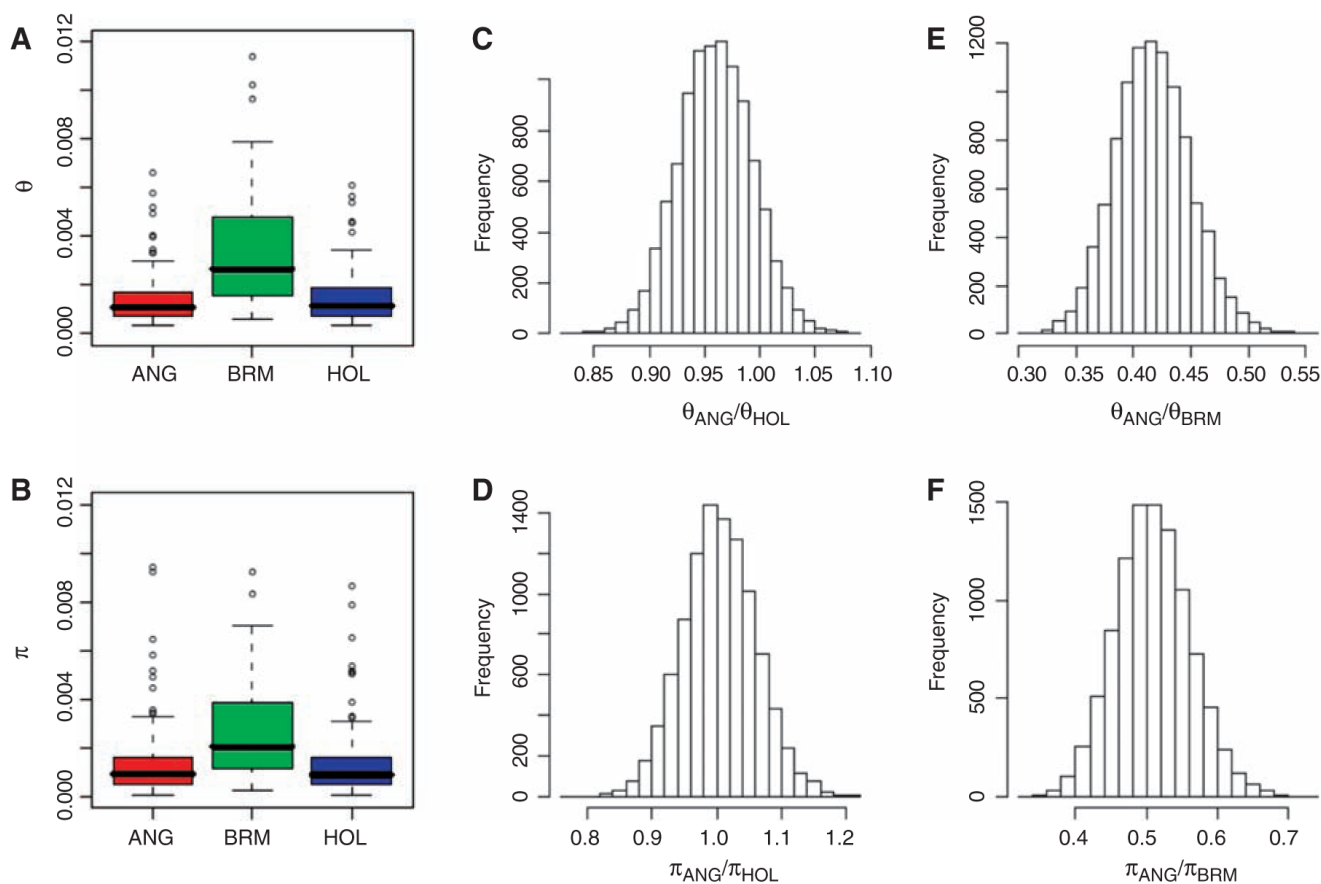 A
θ
0.012
0.008
0.004
0.000
ANG BRM HOL
C
Frequency
800
600
400
200
0
0.85 0.90 0.95 1.00 1.05 1.10
θANG/θHOL
E
Frequency
1200
800
600
400
200
0
0.30 0.35 0.40 0.45 0.50 0.55
θANG/θBRM
B
π
0.012
0.008
0.004
0.000
ANG BRM HOL
D
Frequency
1400
1000
600
200
0
0.8 0.9 1.0 1.1 1.2
πANG/πHOL
F
Frequency
1500
1000
500
0
0.4 0.5 0.6 0.7
πANG/πBRM